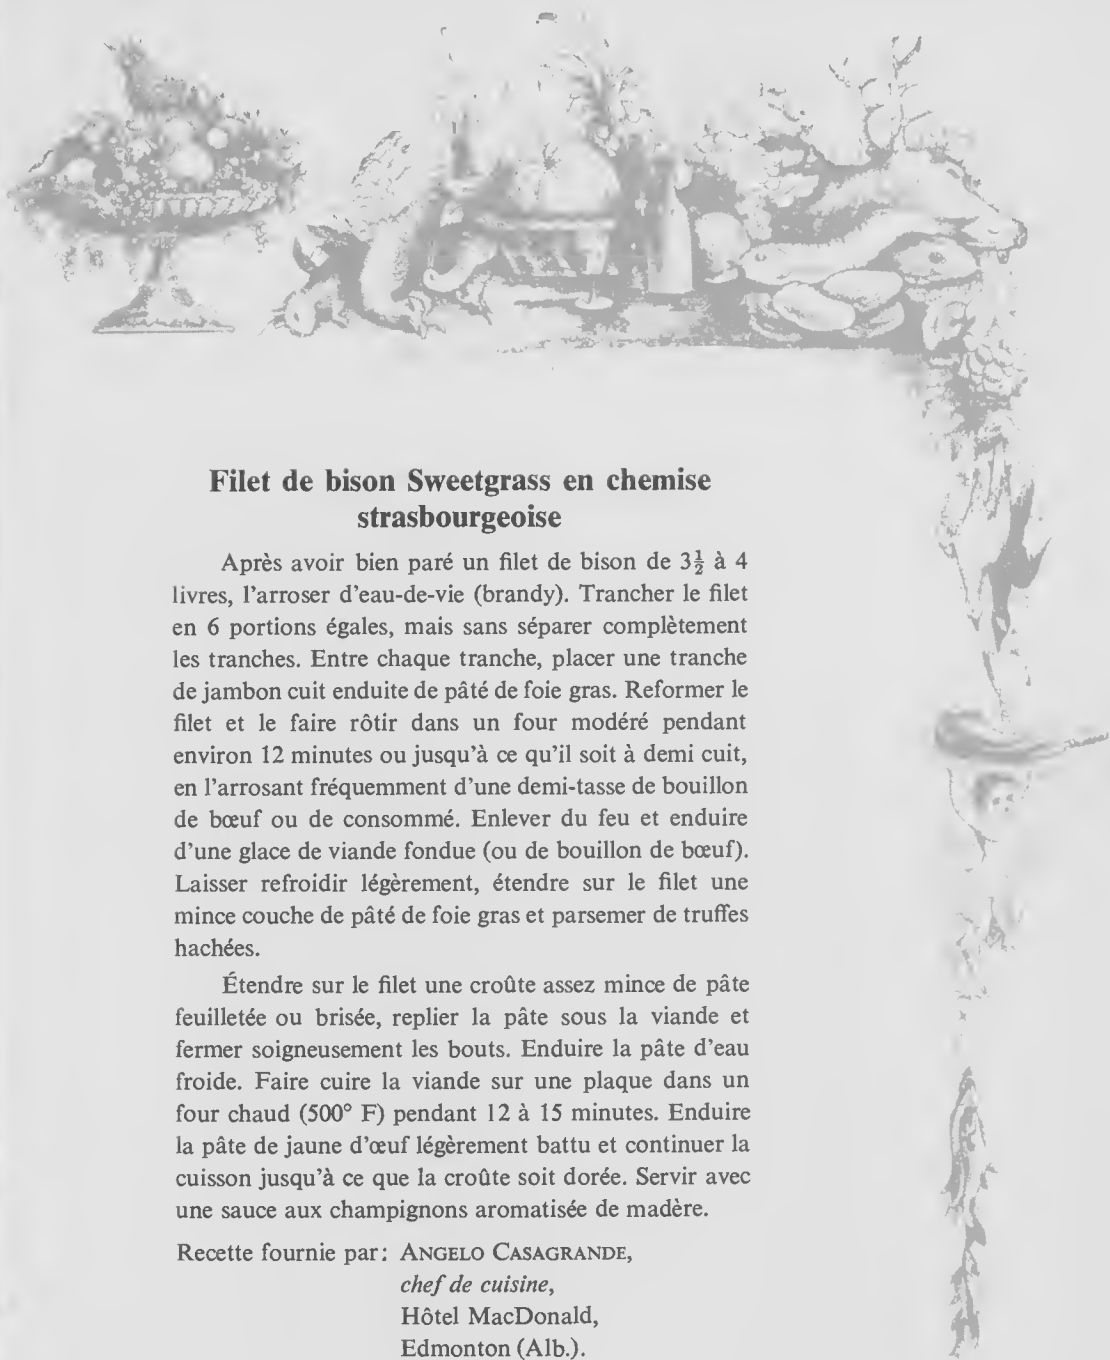 Filet de bison Sweetgrass en chemise
strasbourgeoise
Après avoir bien paré un filet de bison de 3½ à 4
livres, l'arroser d'eau-de-vie (brandy). Trancher le filet
en 6 portions égales, mais sans séparer complètement
les tranches. Entre chaque tranche, placer une tranche
de jambon cuit enduite de pâté de foie gras. Reformer le
filet et le faire rôtir dans un four modéré pendant
environ 12 minutes ou jusqu'à ce qu'il soit à demi cuit,
en l'arrosant fréquemment d'une demi-tasse de bouillon
de bœuf ou de consommé. Enlever du feu et enduire
d'une glace de viande fondue (ou de bouillon de bœuf).
Laisser refroidir légèrement, étendre sur le filet une
mince couche de pâté de foie gras et parsemer de truffes
hachées.
Étendre sur le filet une croûte assez mince de pâte
feuilletée ou brisée, replier la pâte sous la viande et
fermer soigneusement les bouts. Enduire la pâte d'eau
froide. Faire cuire la viande sur une plaque dans un
four chaud (500° F) pendant 12 à 15 minutes. Enduire
la pâte de jaune d'œuf légèrement battu et continuer la
cuisson jusqu'à ce que la croûte soit dorée. Servir avec
une sauce aux champignons aromatisée de madère.
Recette fournie par: ANGELO CASAGRANDE,
chef de cuisine,
Hôtel MacDonald,
Edmonton (Alb.).